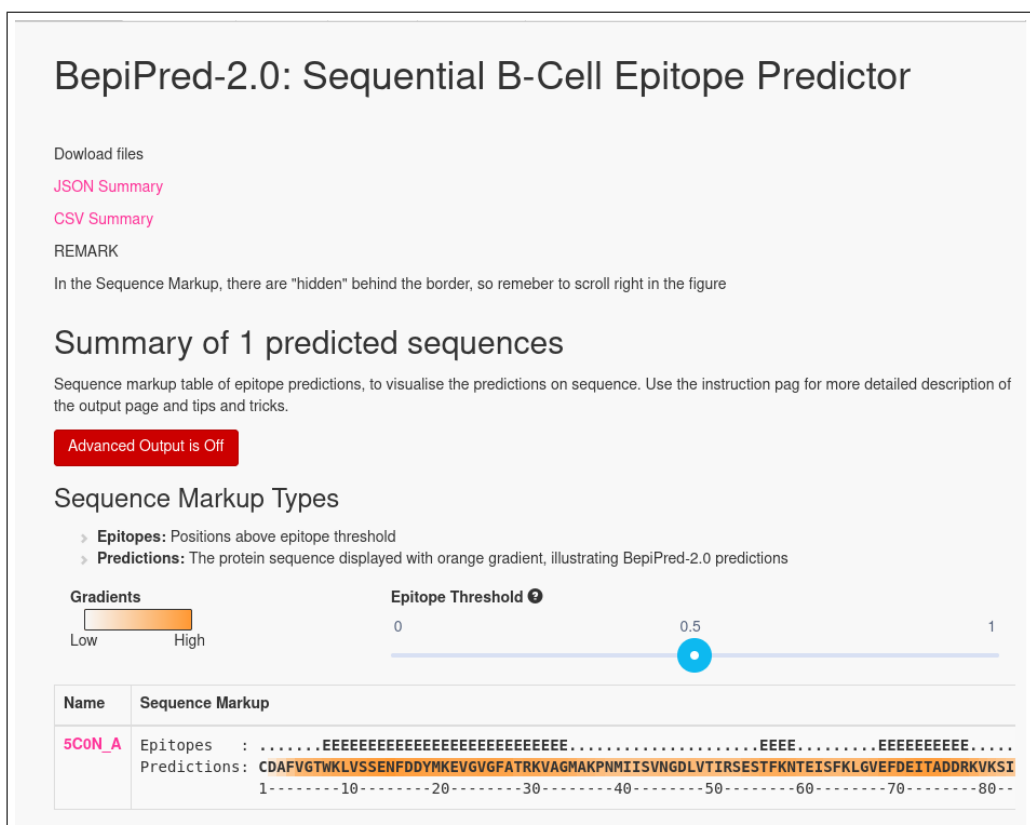 BepiPred-2.0: Sequential B-Cell Epitope Predictor
Dowload files
JSON Summary
CSV Summary
REMARK
In the Sequence Markup, there are "hidden" behind the border, so remeber to scroll right in the figure
Summary of 1 predicted sequences
Sequence markup table of epitope predictions, to visualise the predictions on sequence. Use the instruction pag for more detailed description of
the output page and tips and tricks.
Advanced Output is Off
Sequence Markup Types
Epitopes: Positions above epitope threshold
Predictions: The protein sequence displayed with orange gradient, illustrating BepiPred-2.0 predictions
Gradients Epitope Threshold ?
0 0.5 1
Low High
Name Sequence Markup
5C0N_A Epitopes : .......EEEEEEEEEEEEEEEEEEEEEEEEEEE.....................EEEE.........EEEEEEEEEE.....
Predictions: CDAFVGTWKLVSSENFDDYMKEVGVGFATRKVAGMAKPNMIISVNGDLVTIRSESTFKNTEISFKLGVEFDEITADDRKVKSI
1--------10--------20--------30--------40--------50--------60--------70--------80--